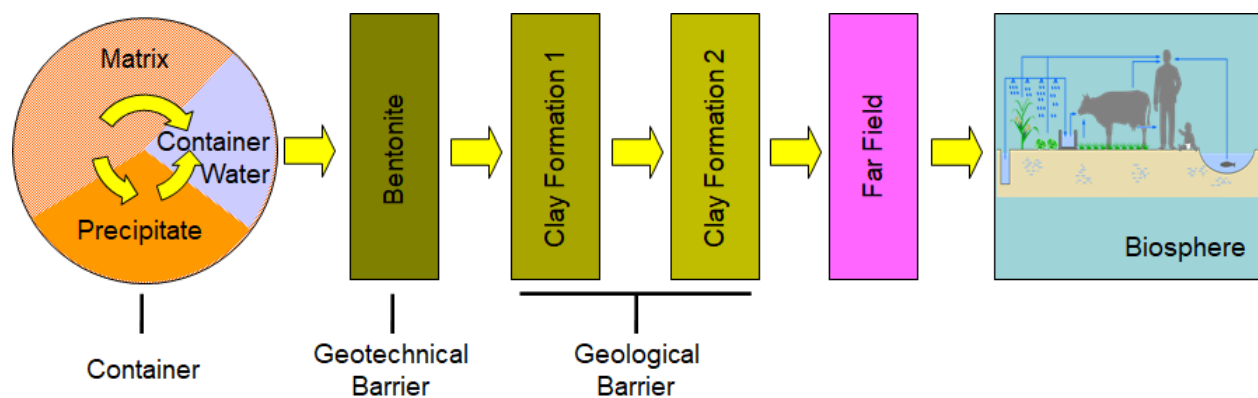 Matrix
Container
Water
Precipitate
Bentonite
Clay Formation 1
Clay Formation 2
Far Field
Biosphere
Container
Geotechnical
Barrier
Geological
Barrier